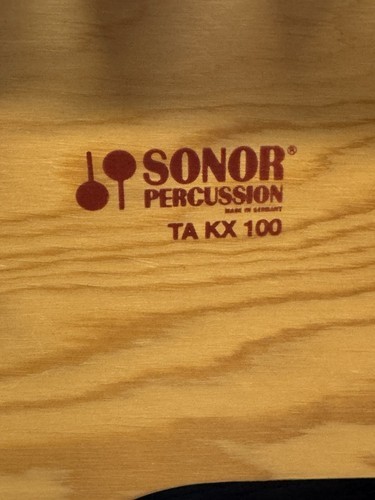 SONOR®
PERCUSSION
MADE IN GERMANY
TA KX 100